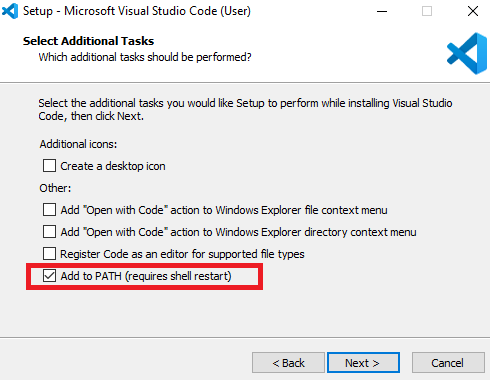 Setup - Microsoft Visual Studio Code (User)
Select Additional Tasks
Which additional tasks should be performed?
Select the additional tasks you would like Setup to perform while installing Visual Studio
Code, then click Next.
Additional icons:
Create a desktop icon
Other:
Add "Open with Code" action to Windows Explorer file context menu
Add "Open with Code" action to Windows Explorer directory context menu
Register Code as an editor for supported file types
Add to PATH (requires shell restart)
< Back
Next >
Cancel